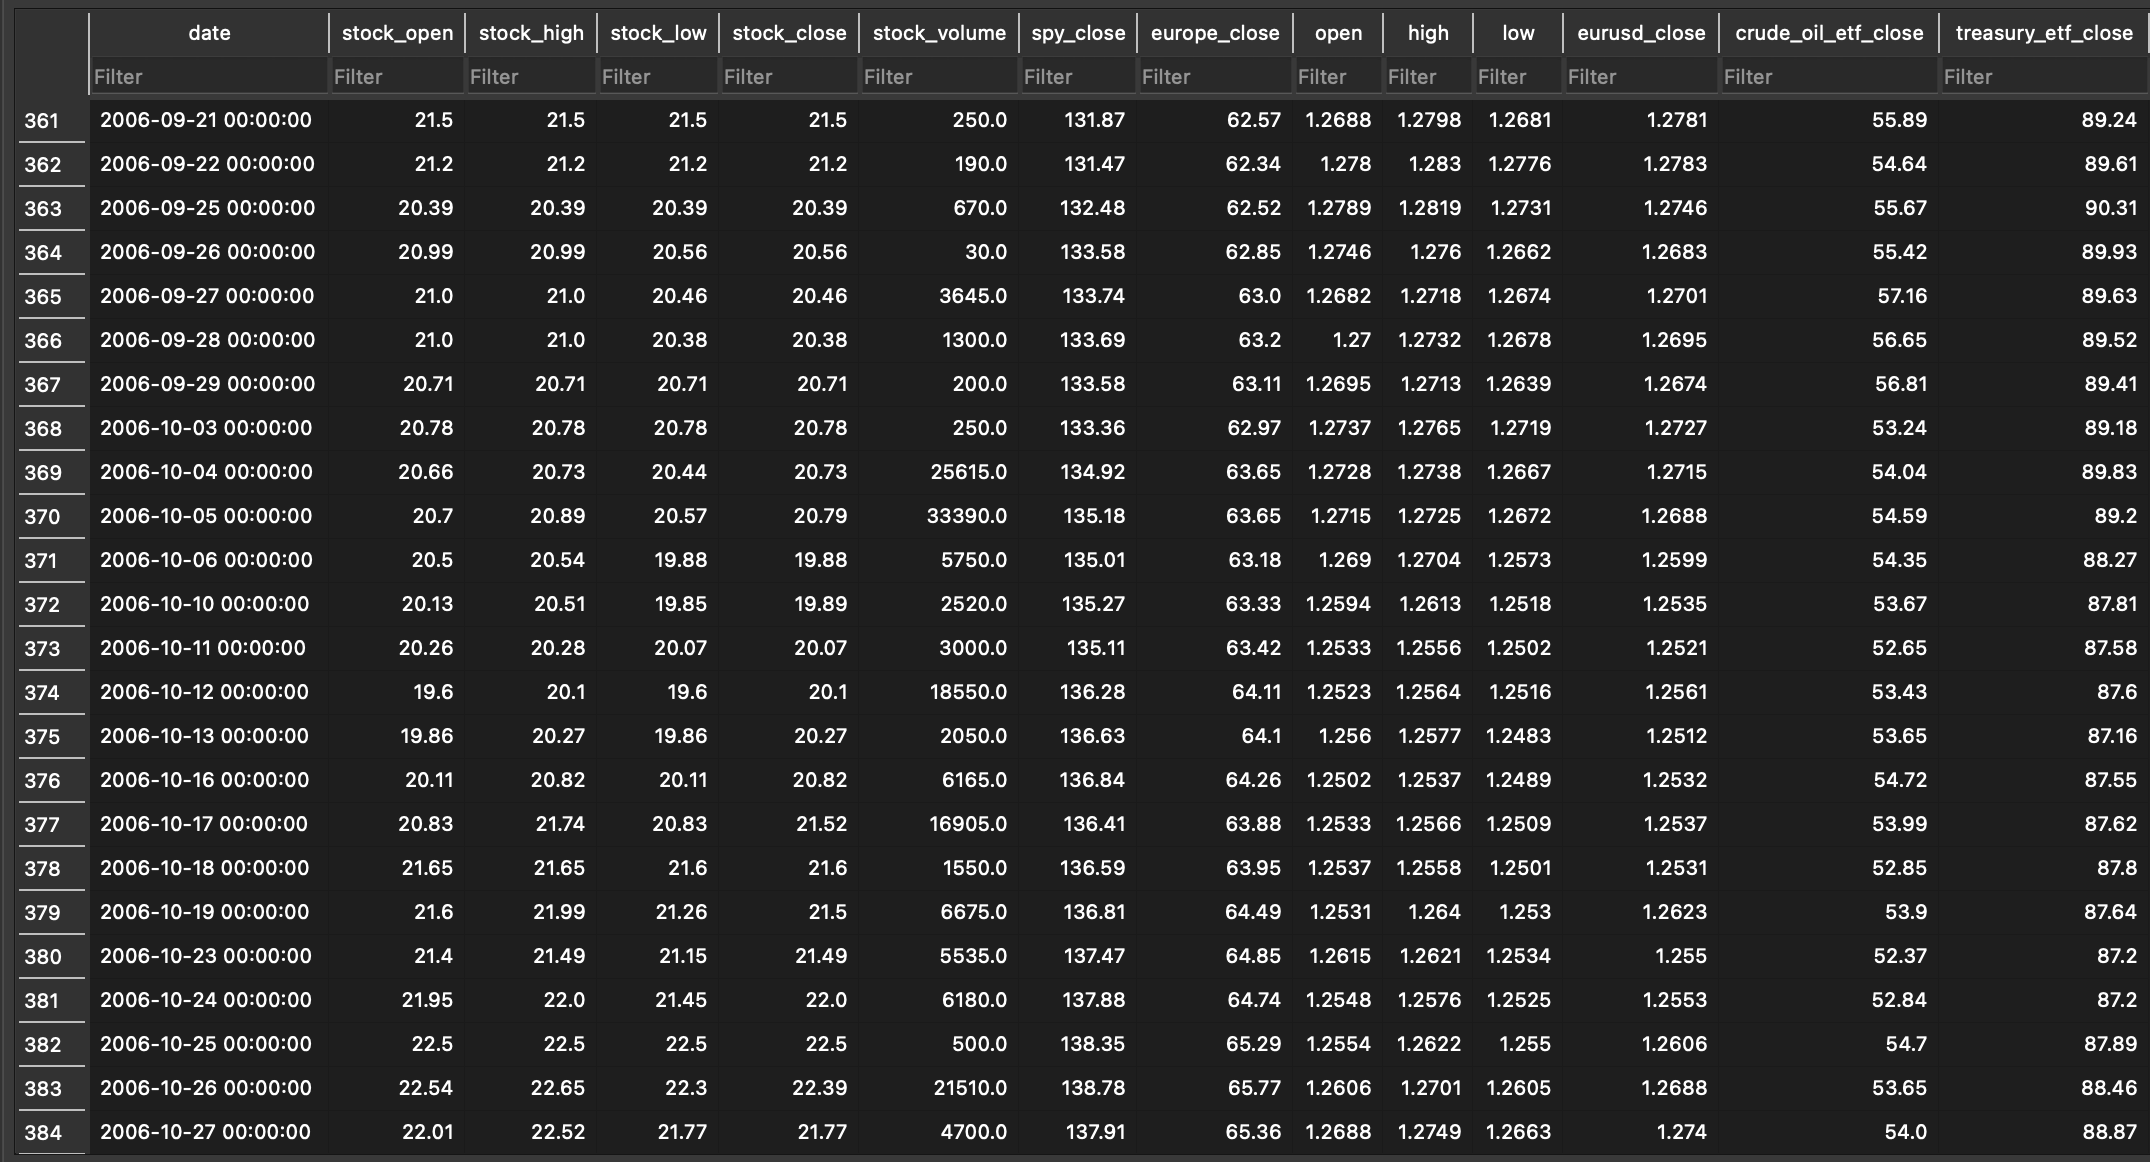 date stock_open stock_high stock_low stock_close stock_volume spy_close europe_close open high low eurusd_close crude_oil_etf_close treasury_etf_close
Filter Filter Filter Filter Filter Filter Filter Filter Filter Filter Filter Filter Filter Filter
361 2006-09-21 00:00:00 21.5 21.5 21.5 21.5 250.0 131.87 62.57 1.2688 1.2798 1.2681 1.2781 55.89 89.24
362 2006-09-22 00:00:00 21.2 21.2 21.2 21.2 190.0 131.47 62.34 1.278 1.283 1.2776 1.2783 54.64 89.61
363 2006-09-25 00:00:00 20.39 20.39 20.39 20.39 670.0 132.48 62.52 1.2789 1.2819 1.2731 1.2746 55.67 90.31
364 2006-09-26 00:00:00 20.99 20.99 20.56 20.56 30.0 133.58 62.85 1.2746 1.276 1.2662 1.2683 55.42 89.93
365 2006-09-27 00:00:00 21.0 21.0 20.46 20.46 3645.0 133.74 63.0 1.2682 1.2718 1.2674 1.2701 57.16 89.63
366 2006-09-28 00:00:00 21.0 21.0 20.38 20.38 1300.0 133.69 63.2 1.27 1.2732 1.2678 1.2695 56.65 89.52
367 2006-09-29 00:00:00 20.71 20.71 20.71 20.71 200.0 133.58 63.11 1.2695 1.2713 1.2639 1.2674 56.81 89.41
368 2006-10-03 00:00:00 20.78 20.78 20.78 20.78 250.0 133.36 62.97 1.2737 1.2765 1.2719 1.2727 53.24 89.18
369 2006-10-04 00:00:00 20.66 20.73 20.44 20.73 25615.0 134.92 63.65 1.2728 1.2738 1.2667 1.2715 54.04 89.83
370 2006-10-05 00:00:00 20.7 20.89 20.57 20.79 33390.0 135.18 63.65 1.2715 1.2725 1.2672 1.2688 54.59 89.2
371 2006-10-06 00:00:00 20.5 20.54 19.88 19.88 5750.0 135.01 63.18 1.269 1.2704 1.2573 1.2599 54.35 88.27
372 2006-10-10 00:00:00 20.13 20.51 19.85 19.89 2520.0 135.27 63.33 1.2594 1.2613 1.2518 1.2535 53.67 87.81
373 2006-10-11 00:00:00 20.26 20.28 20.07 20.07 3000.0 135.11 63.42 1.2533 1.2556 1.2502 1.2521 52.65 87.58
374 2006-10-12 00:00:00 19.6 20.1 19.6 20.1 18550.0 136.28 64.11 1.2523 1.2564 1.2516 1.2561 53.43 87.6
375 2006-10-13 00:00:00 19.86 20.27 19.86 20.27 2050.0 136.63 64.1 1.256 1.2577 1.2483 1.2512 53.65 87.16
376 2006-10-16 00:00:00 20.11 20.82 20.11 20.82 6165.0 136.84 64.26 1.2502 1.2537 1.2489 1.2532 54.72 87.55
377 2006-10-17 00:00:00 20.83 21.74 20.83 21.52 16905.0 136.41 63.88 1.2533 1.2566 1.2509 1.2537 53.99 87.62
378 2006-10-18 00:00:00 21.65 21.65 21.6 21.6 1550.0 136.59 63.95 1.2537 1.2558 1.2501 1.2531 52.85 87.8
379 2006-10-19 00:00:00 21.6 21.99 21.26 21.5 6675.0 136.81 64.49 1.2531 1.264 1.253 1.2623 53.9 87.64
380 2006-10-23 00:00:00 21.4 21.49 21.15 21.49 5535.0 137.47 64.85 1.2615 1.2621 1.2534 1.255 52.37 87.2
381 2006-10-24 00:00:00 21.95 22.0 21.45 22.0 6180.0 137.88 64.74 1.2548 1.2576 1.2525 1.2553 52.84 87.2
382 2006-10-25 00:00:00 22.5 22.5 22.5 22.5 500.0 138.35 65.29 1.2554 1.2622 1.255 1.2606 54.7 87.89
383 2006-10-26 00:00:00 22.54 22.65 22.3 22.39 21510.0 138.78 65.77 1.2606 1.2701 1.2605 1.2688 53.65 88.46
384 2006-10-27 00:00:00 22.01 22.52 21.77 21.77 4700.0 137.91 65.36 1.2688 1.2749 1.2663 1.274 54.0 88.87